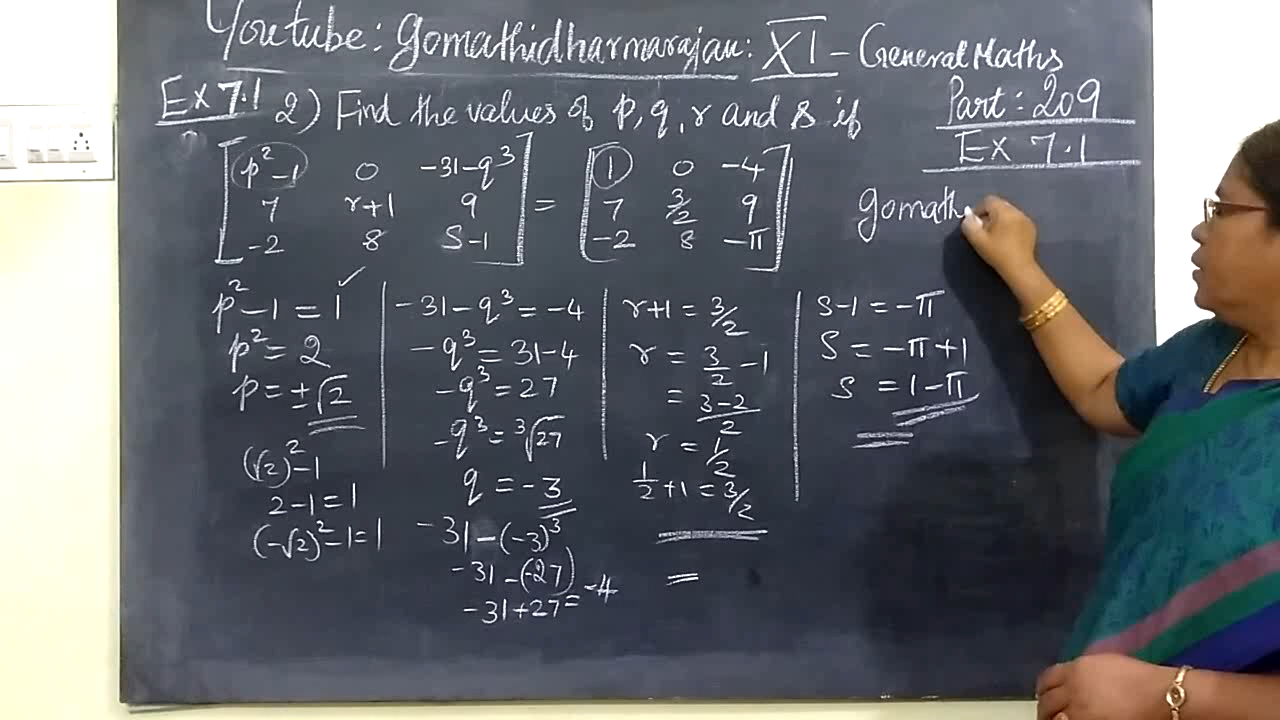 Youtube: gomathidharmarajan: XI - General Maths
Ex 7.1
2) Find the values of p, q, r and s if
Part: 209
Ex 7.1
[p²-1 0 -31-q³] = [1 0 -4]
[7 r+1 9] = [7 3/2 9]
[-2 8 s-1] = [-2 8 -π]
gomath
p²-1 = 1 ✓
p² = 2
p = ±√2
(√2)²-1
2-1=1
(-√2)²-1=1
-31-q³ = -4
-q³ = 31-4
-q³ = 27
-q³ = ³√27
q = -3
-31-(-3)³
-31-(-27)
-31+27=-4
r+1 = 3/2
r = 3/2 -1
= 3-2/2
r = 1/2
1/2+1 = 3/2
s-1 = -π
s = -π+1
s = 1-π